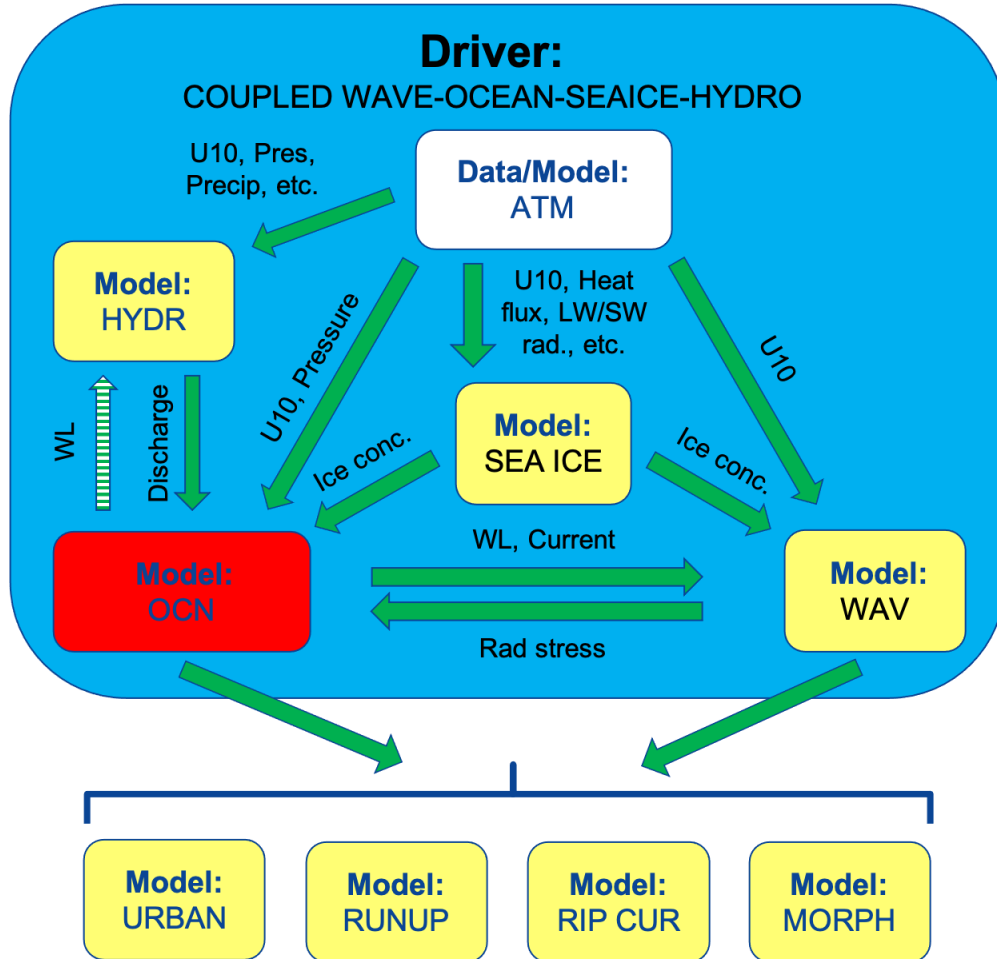 Driver:
COUPLED WAVE-OCEAN-SEAICE-HYDRO
U10, Pres,
Precip, etc.
Data/Model:
ATM
Model:
HYDR
U10, Heat
flux, LW/SW
rad., etc.
U10, Pressure
U10
WL
Discharge
Model:
SEA ICE
Ice conc.
Ice conc.
WL, Current
Model:
OCN
Model:
WAV
Rad stress
Model:
URBAN
Model:
RUNUP
Model:
RIP CUR
Model:
MORPH